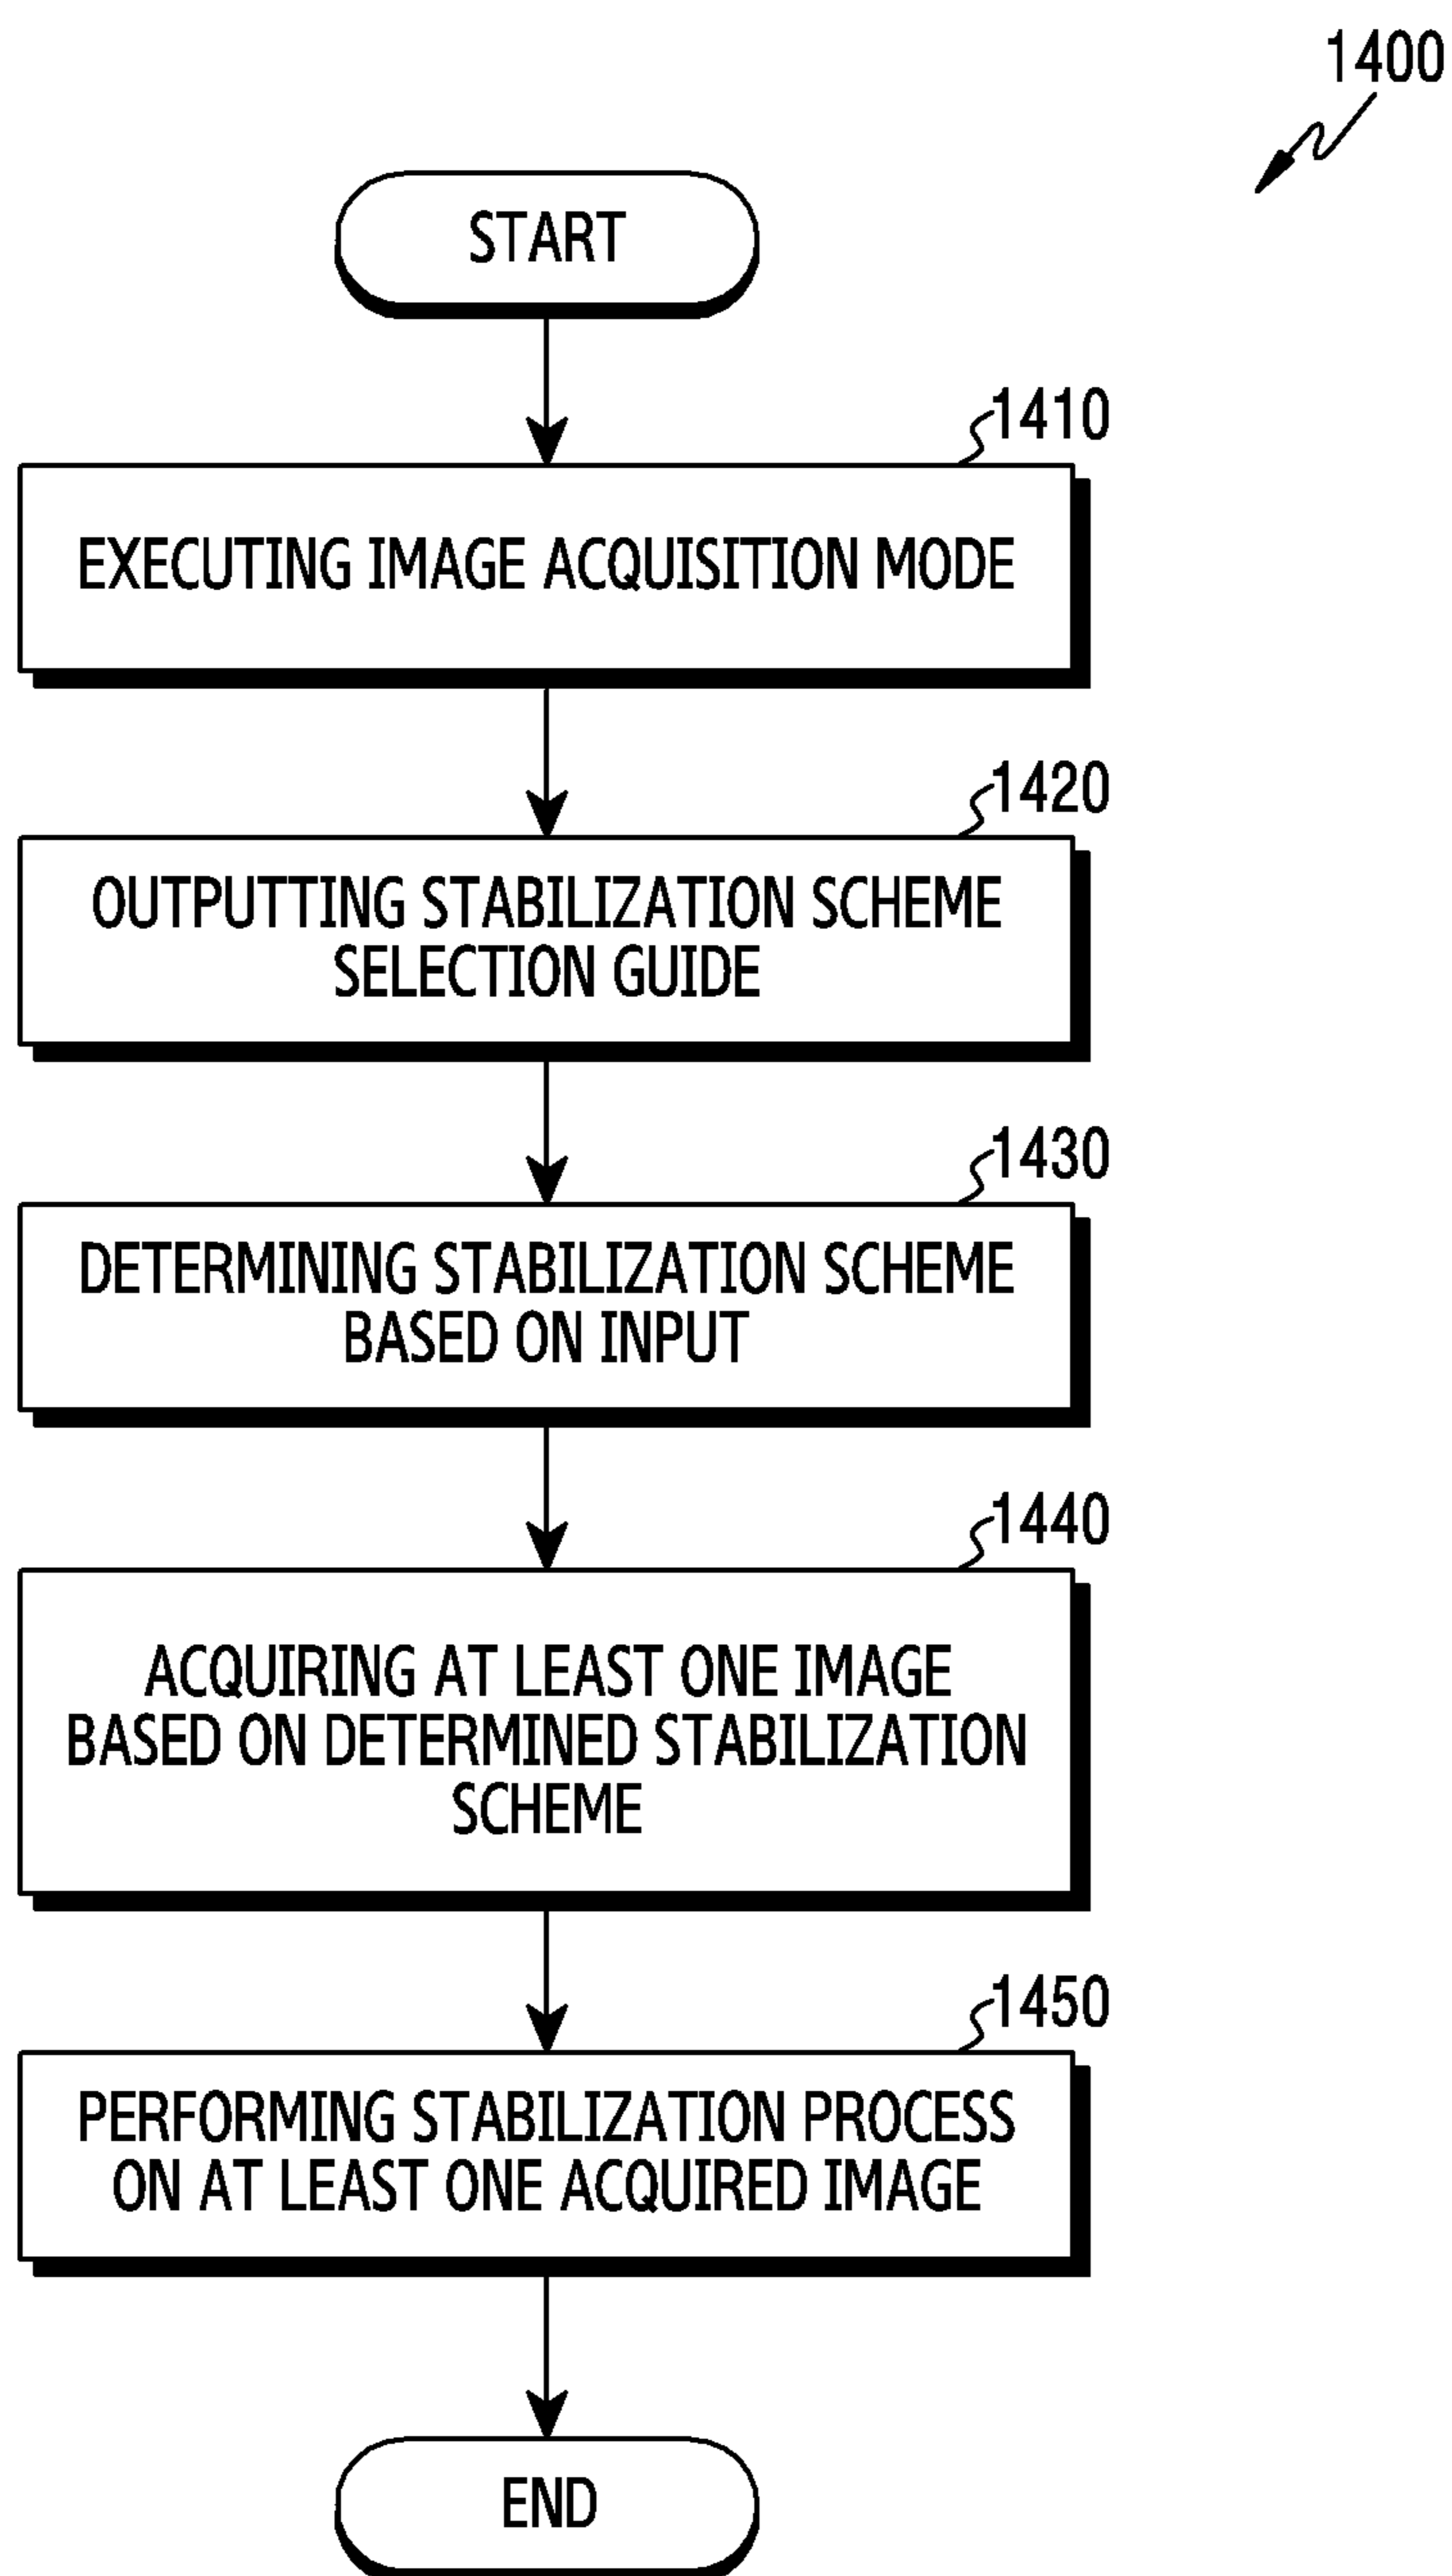 1400
START
1410
EXECUTING IMAGE ACQUISITION MODE
1420
OUTPUTTING STABILIZATION SCHEME
SELECTION GUIDE
1430
DETERMINING STABILIZATION SCHEME
BASED ON INPUT
1440
ACQUIRING AT LEAST ONE IMAGE
BASED ON DETERMINED STABILIZATION
SCHEME
1450
PERFORMING STABILIZATION PROCESS
ON AT LEAST ONE ACQUIRED IMAGE
END